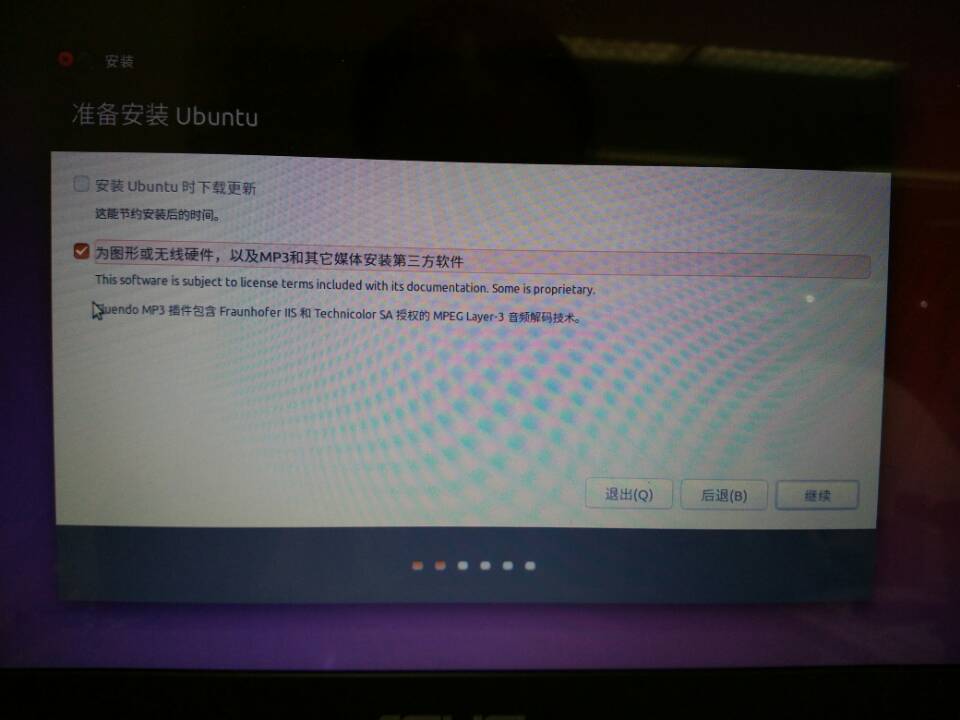 安装
准备安装 Ubuntu
安装 Ubuntu 时下载更新
这能节约安装后的时间。
为图形或无线硬件，以及MP3和其它媒体安装第三方软件
This software is subject to license terms included with its documentation. Some is proprietary.
uendo MP3 插件包含 Fraunhofer IIS 和 Technicolor SA 授权的 MPEG Layer-3 音频解码技术。
退出(Q)
后退(B)
继续